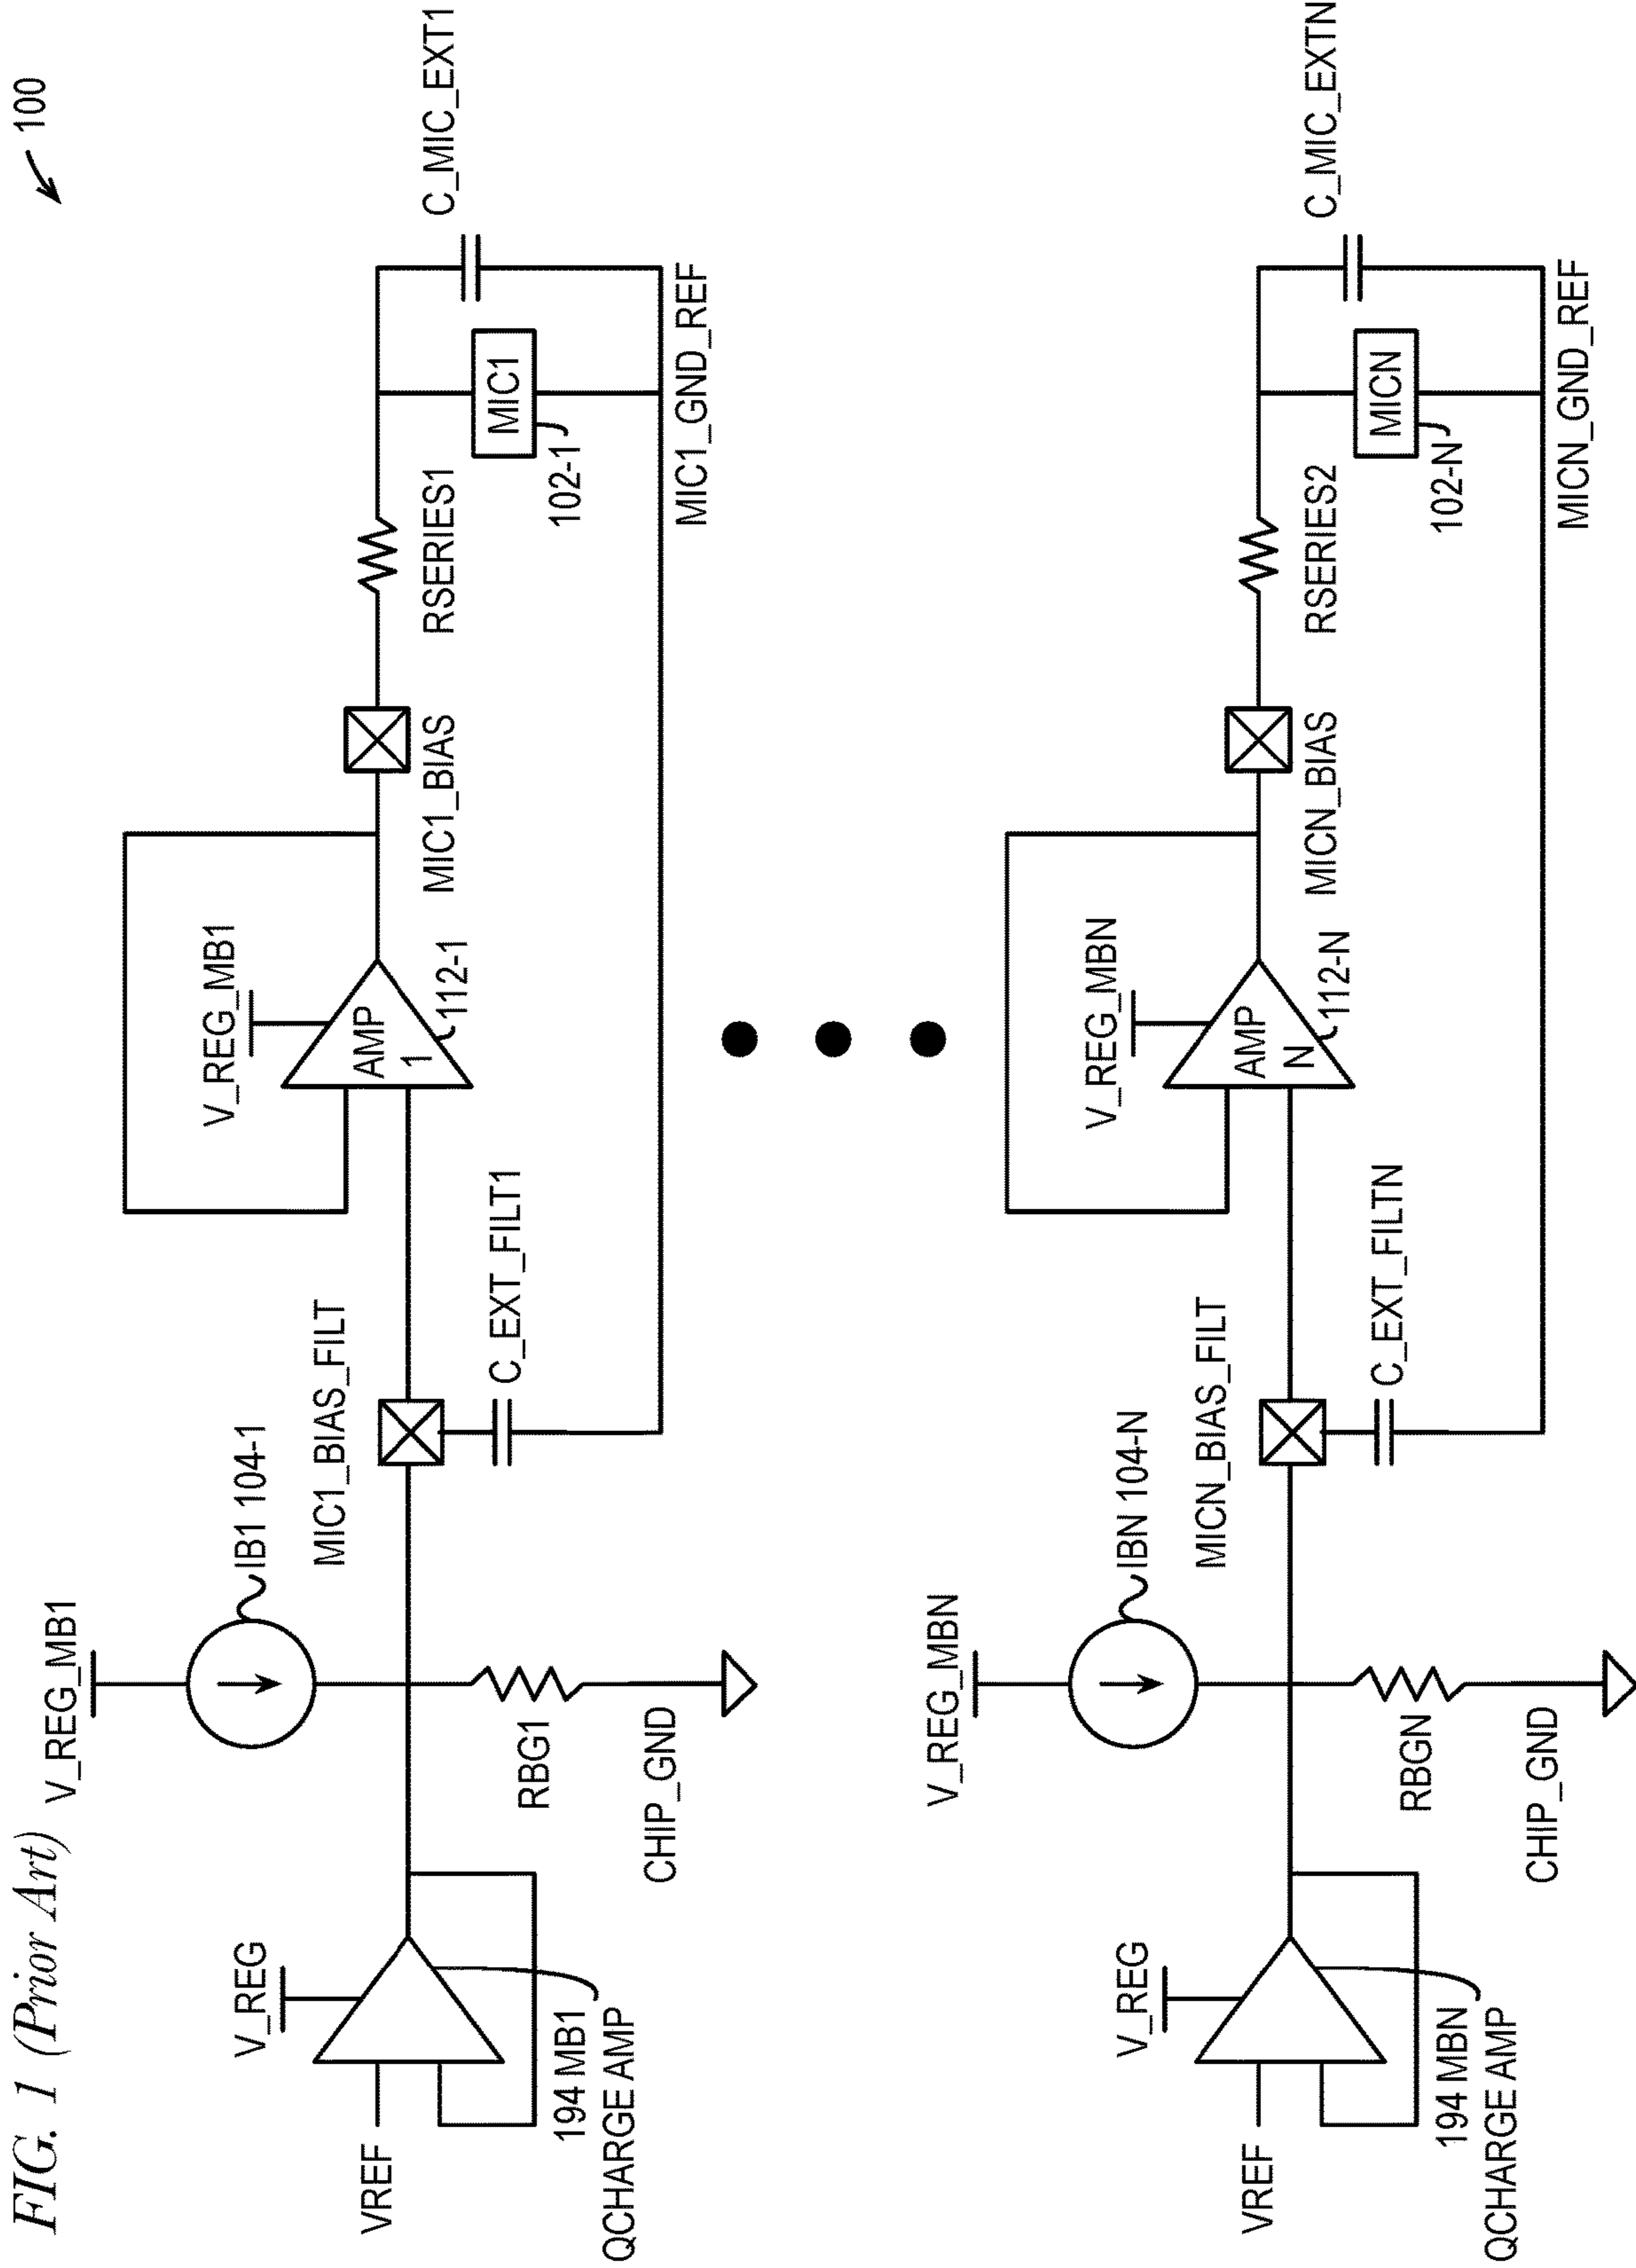 FIG. 1 (Prior Art)
100
V_REG_MB1
IB1 104-1
V_REG
VREF
194 MB1
QCHARGE AMP
RBG1
CHIP_GND
MIC1_BIAS_FILT
C_EXT_FILT1
V_REG_MB1
AMP
1
112-1
MIC1_BIAS
RSERIES1
MIC1
102-1
C_MIC_EXT1
MIC1_GND_REF
V_REG_MBN
IBN 104-N
V_REG
VREF
194 MBN
QCHARGE AMP
RBGN
CHIP_GND
MICN_BIAS_FILT
C_EXT_FILTN
V_REG_MBN
AMP
N
112-N
MICN_BIAS
RSERIES2
MICN
102-N
C_MIC_EXTN
MICN_GND_REF